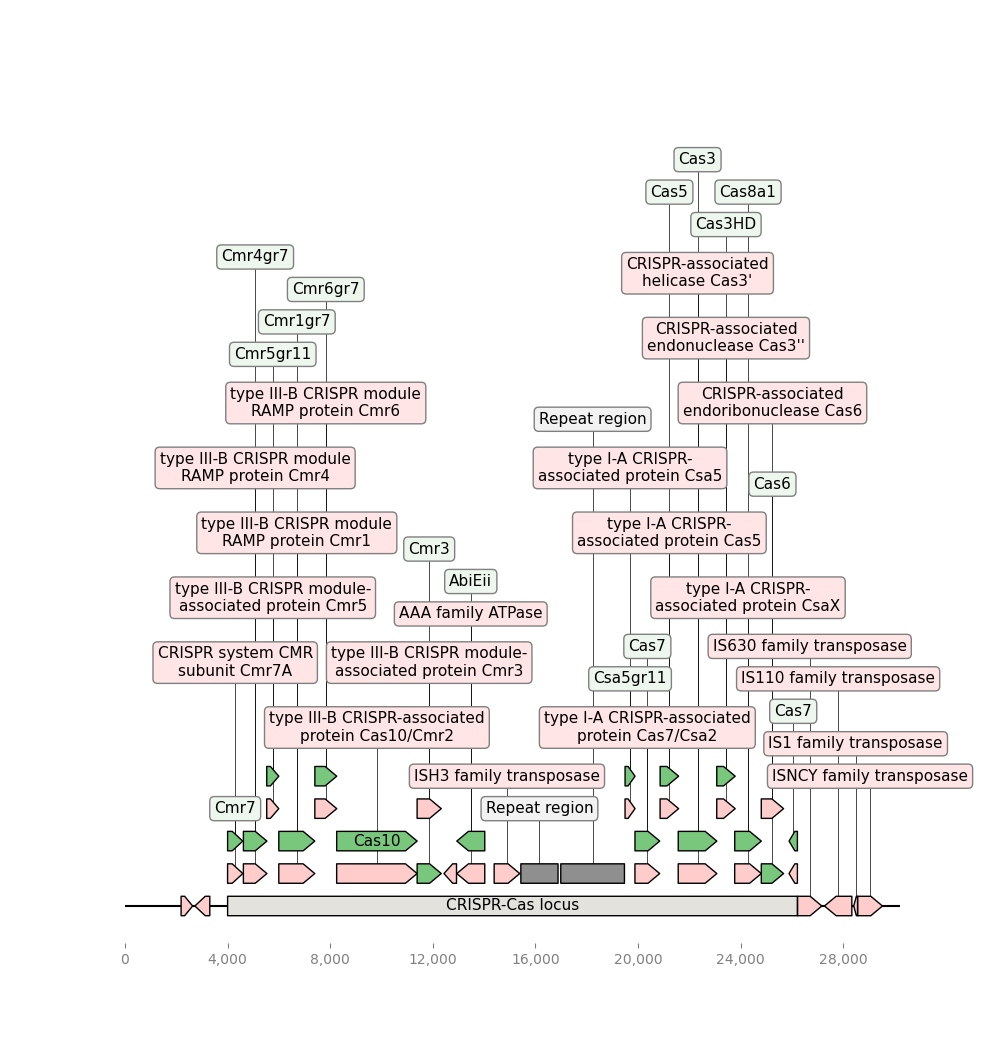 Cas3
Cas5
Cas8a1
Cas3HD
Cmr4gr7
CRISPR-associated
helicase Cas3'
Cmr6gr7
Cmr1gr7
CRISPR-associated
endonuclease Cas3''
Cmr5gr11
type III-B CRISPR module
RAMP protein Cmr6
CRISPR-associated
endoribonuclease Cas6
Repeat region
type III-B CRISPR module
RAMP protein Cmr4
type I-A CRISPR-
associated protein Csa5
Cas6
type III-B CRISPR module
RAMP protein Cmr1
type I-A CRISPR-
associated protein Cas5
Cmr3
AbiEii
type III-B CRISPR module-
associated protein Cmr5
type I-A CRISPR-
associated protein CsaX
AAA family ATPase
Cas7
IS630 family transposase
CRISPR system CMR
subunit Cmr7A
type III-B CRISPR module-
associated protein Cmr3
Csa5gr11
IS110 family transposase
Cas7
type III-B CRISPR-associated
protein Cas10/Cmr2
type I-A CRISPR-associated
protein Cas7/Csa2
IS1 family transposase
ISH3 family transposase
ISNCY family transposase
Cmr7
Repeat region
Cas10
CRISPR-Cas locus
0
4,000
8,000
12,000
16,000
20,000
24,000
28,000